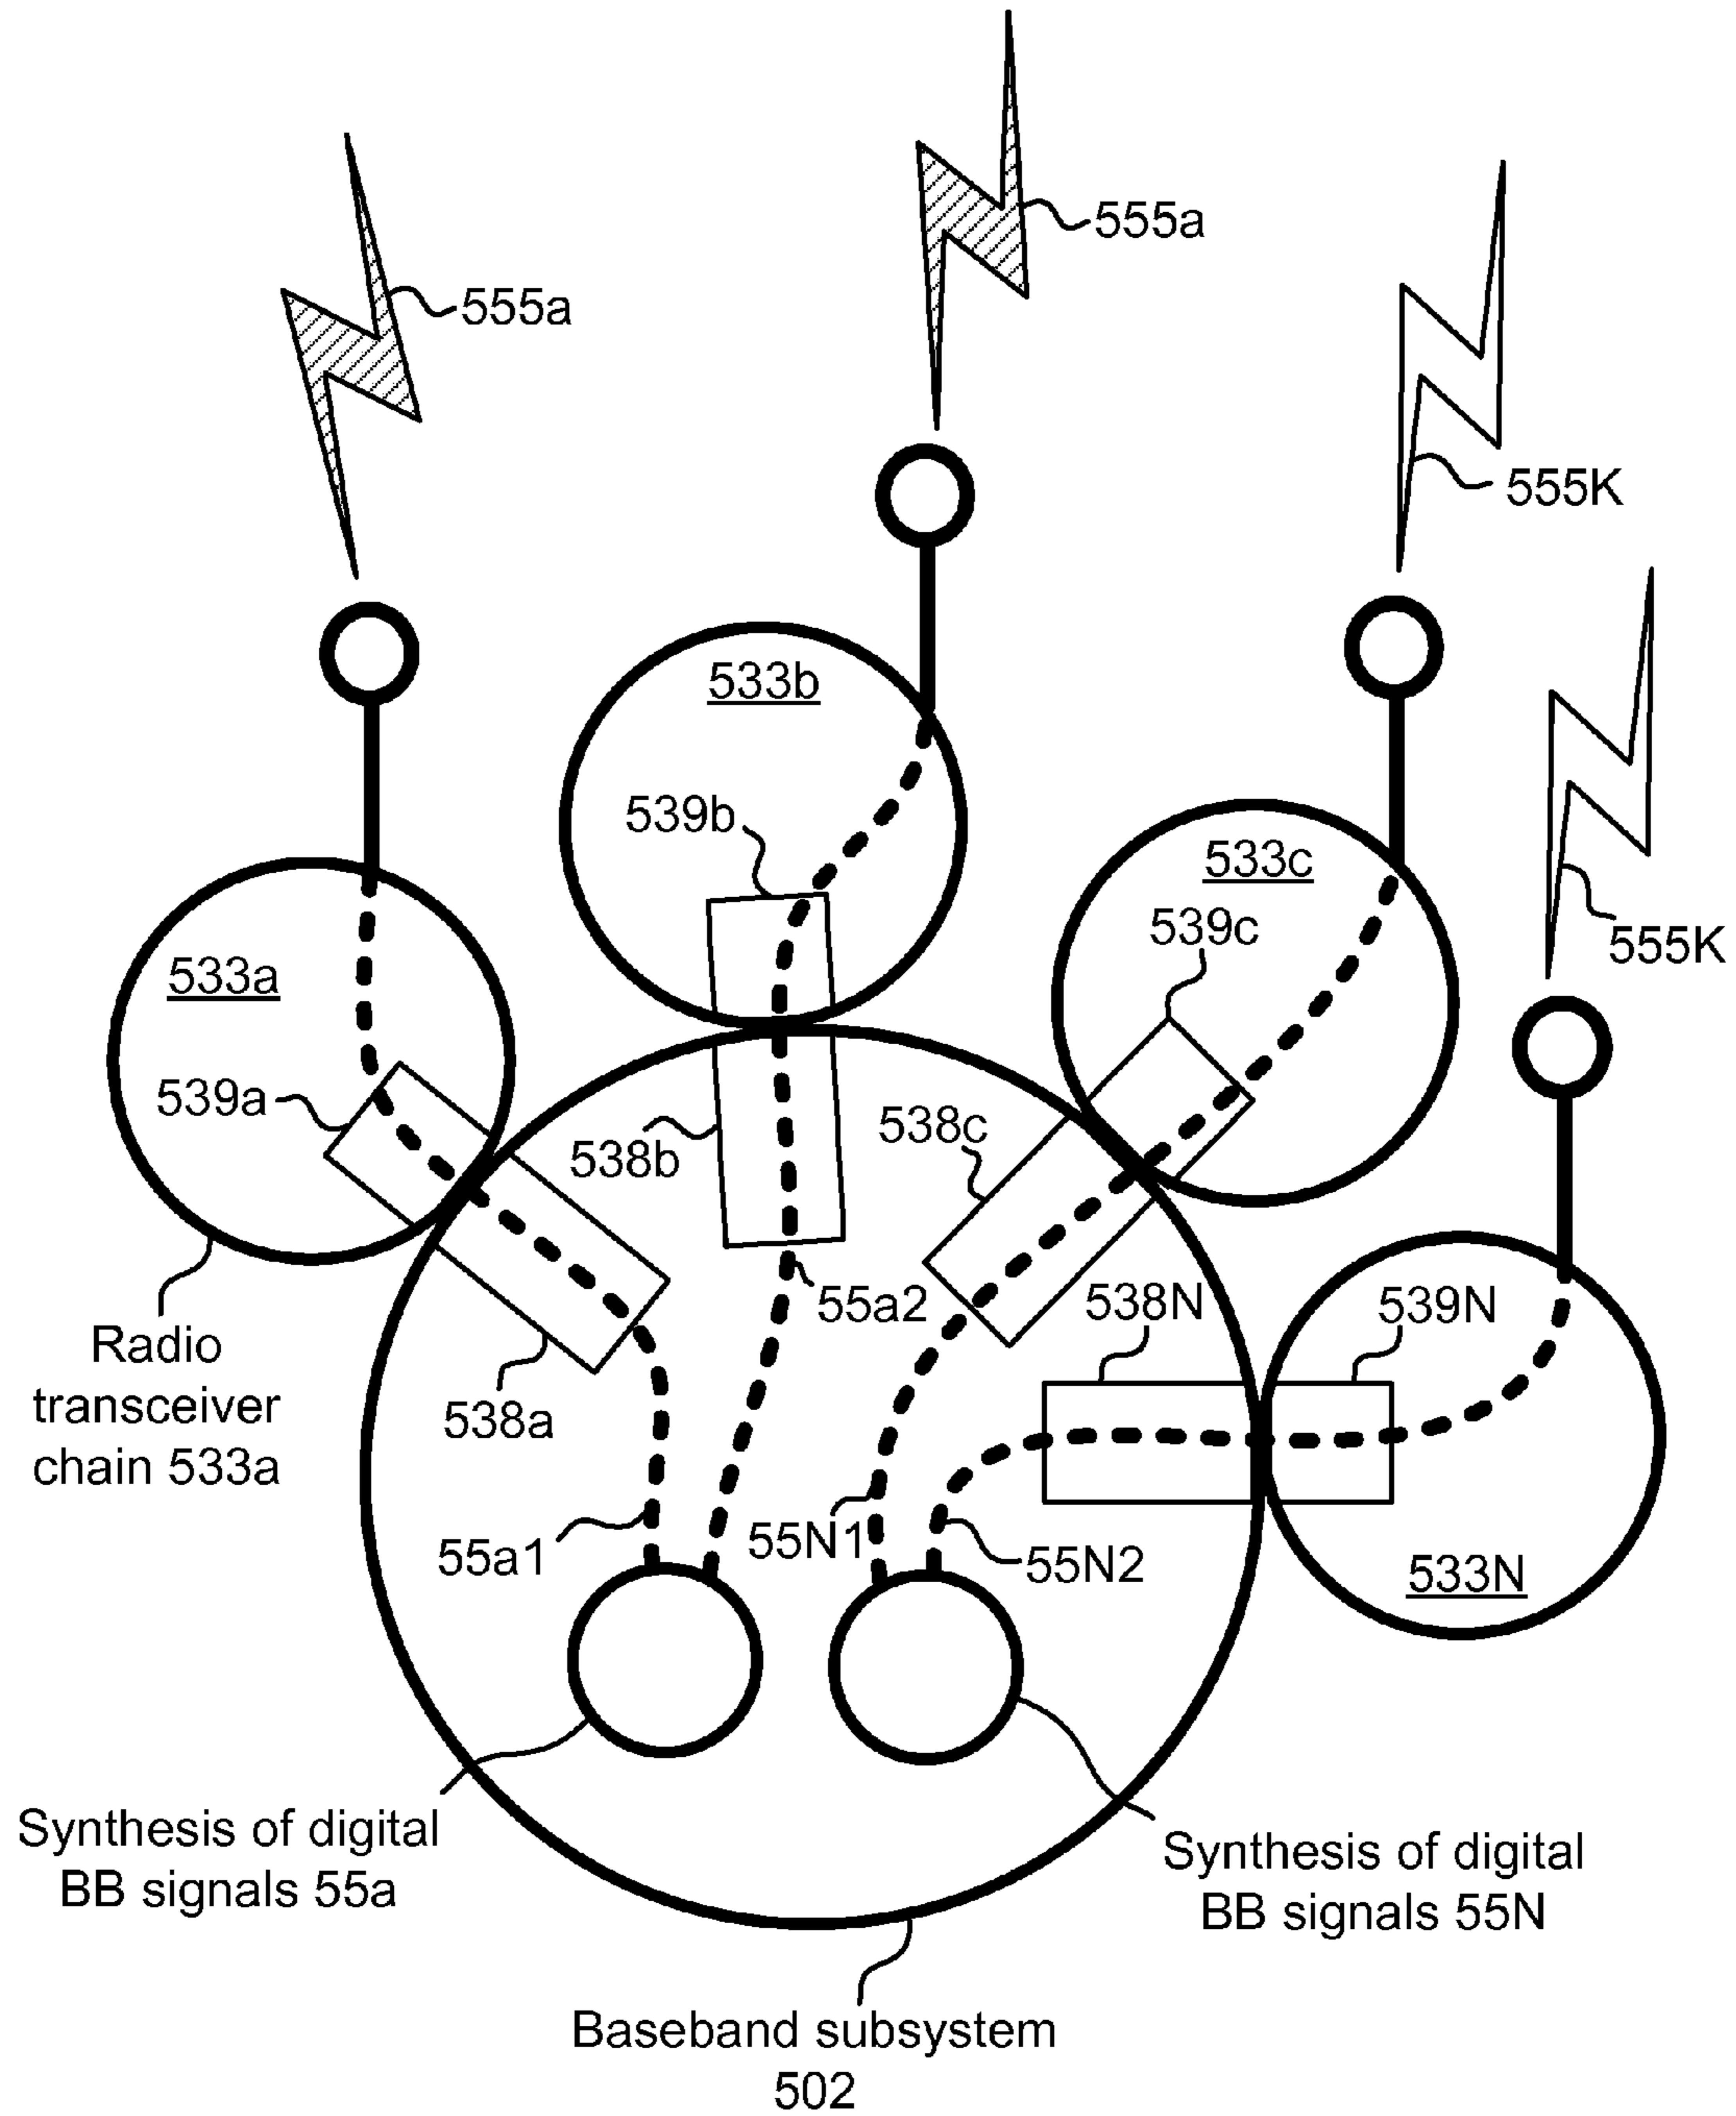 555a
555a
555K
533b
539b
533c
539c
555K
533a
539a
538b
538c
55a2
538N
539N
Radio
transceiver
chain 533a
538a
55a1
55N1
55N2
533N
Synthesis of digital
BB signals 55a
Synthesis of digital
BB signals 55N
Baseband subsystem
502